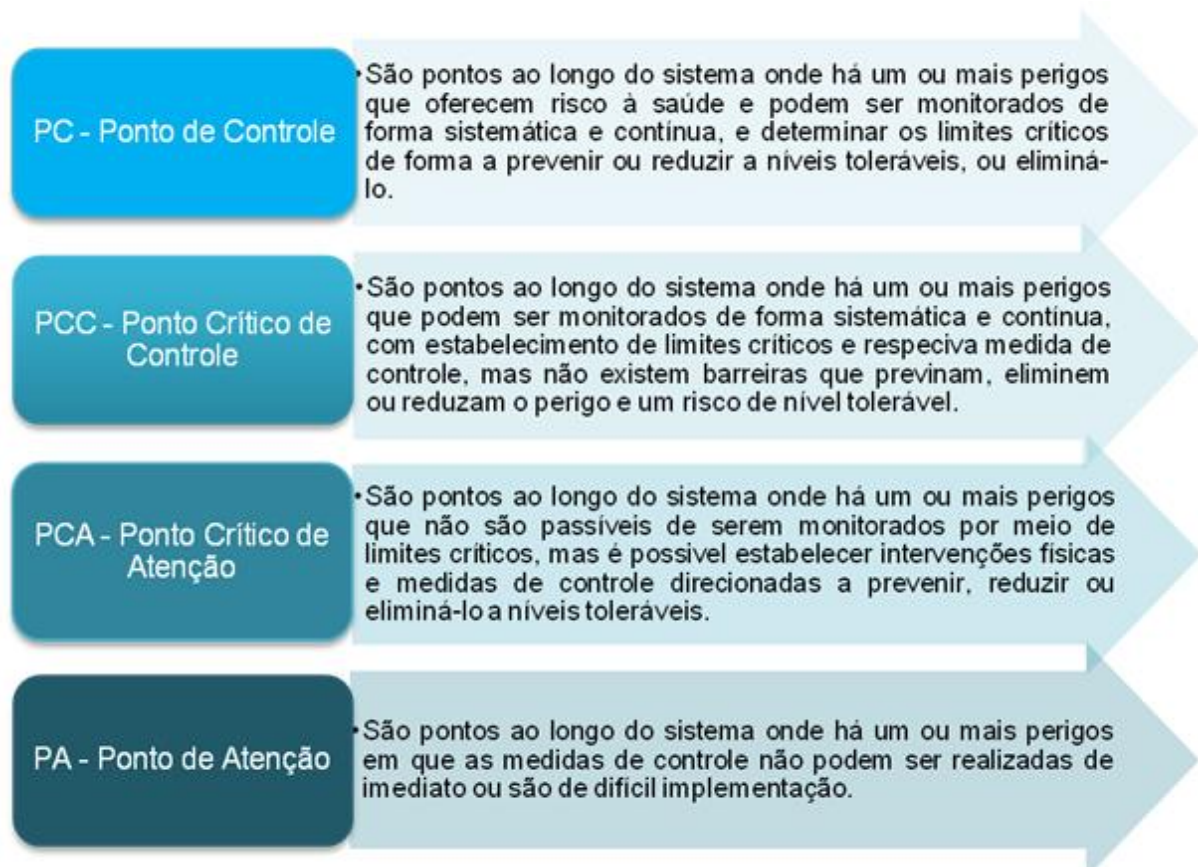 PC - Ponto de Controle
•São pontos ao longo do sistema onde há um ou mais perigos
que oferecem risco à saúde e podem ser monitorados de
forma sistemática e contínua, e determinar os limites críticos
de forma a prevenir ou reduzir a níveis toleráveis, ou eliminá-
lo.
PCC - Ponto Crítico de
Controle
•São pontos ao longo do sistema onde há um ou mais perigos
que podem ser monitorados de forma sistemática e contínua,
com estabelecimento de limites críticos e respeciva medida de
controle, mas não existem barreiras que previnam, eliminem
ou reduzam o perigo e um risco de nível tolerável.
PCA - Ponto Crítico de
Atenção
•São pontos ao longo do sistema onde há um ou mais perigos
que não são passíveis de serem monitorados por meio de
limites críticos, mas é possivel estabelecer intervenções físicas
e medidas de controle direcionadas a prevenir, reduzir ou
eliminá-lo a níveis toleráveis.
PA - Ponto de Atenção
•São pontos ao longo do sistema onde há um ou mais perigos
em que as medidas de controle não podem ser realizadas de
imediato ou são de difícil implementação.